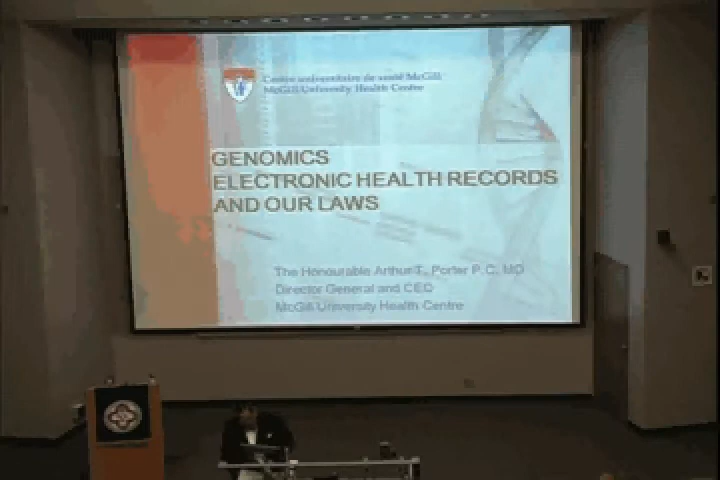 Centre universitaire de santé McGill
McGill University Health Centre
GENOMICS
ELECTRONIC HEALTH RECORDS
AND OUR LAWS
The Honourable Arthur T. Porter P.C. MD
Director General and CEO
McGill University Health Centre